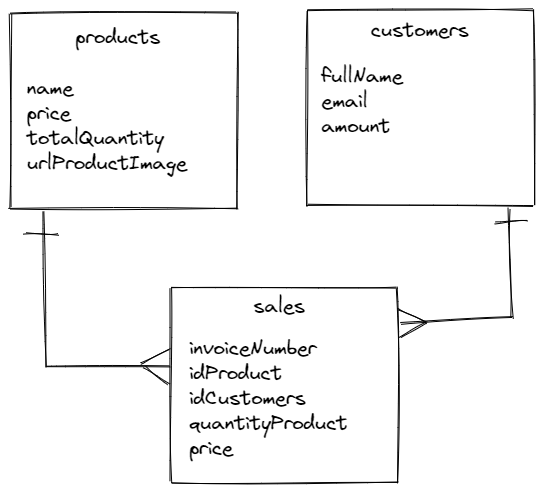 products
name
price
totalQuantity
urlProductImage
customers
fullName
email
amount
sales
invoiceNumber
idProduct
idCustomers
quantityProduct
price